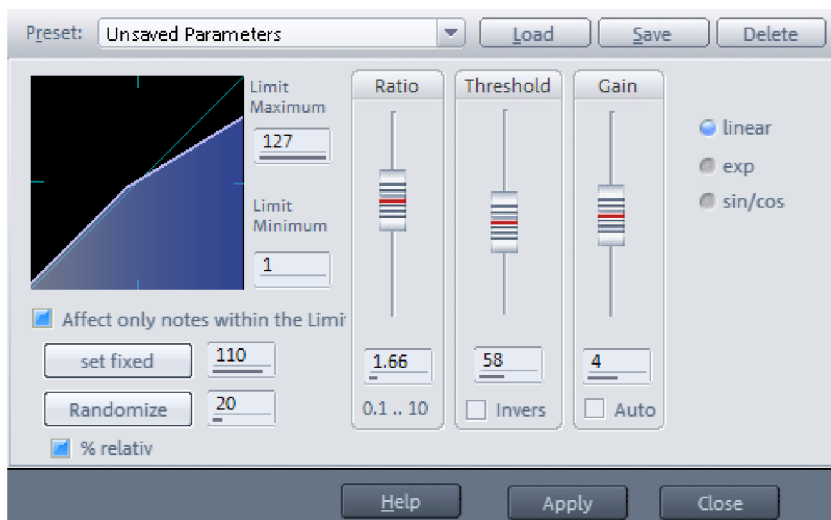 Preset: Unsaved Parameters Load Save Delete
Limit Maximum
127
Limit Minimum
1
Affect only notes within the Limi
set fixed 110
Randomize 20
% relativ
Ratio
1.66
0.1 .. 10
Threshold
58
Invers
Gain
4
Auto
linear
exp
sin/cos
Help Apply Close